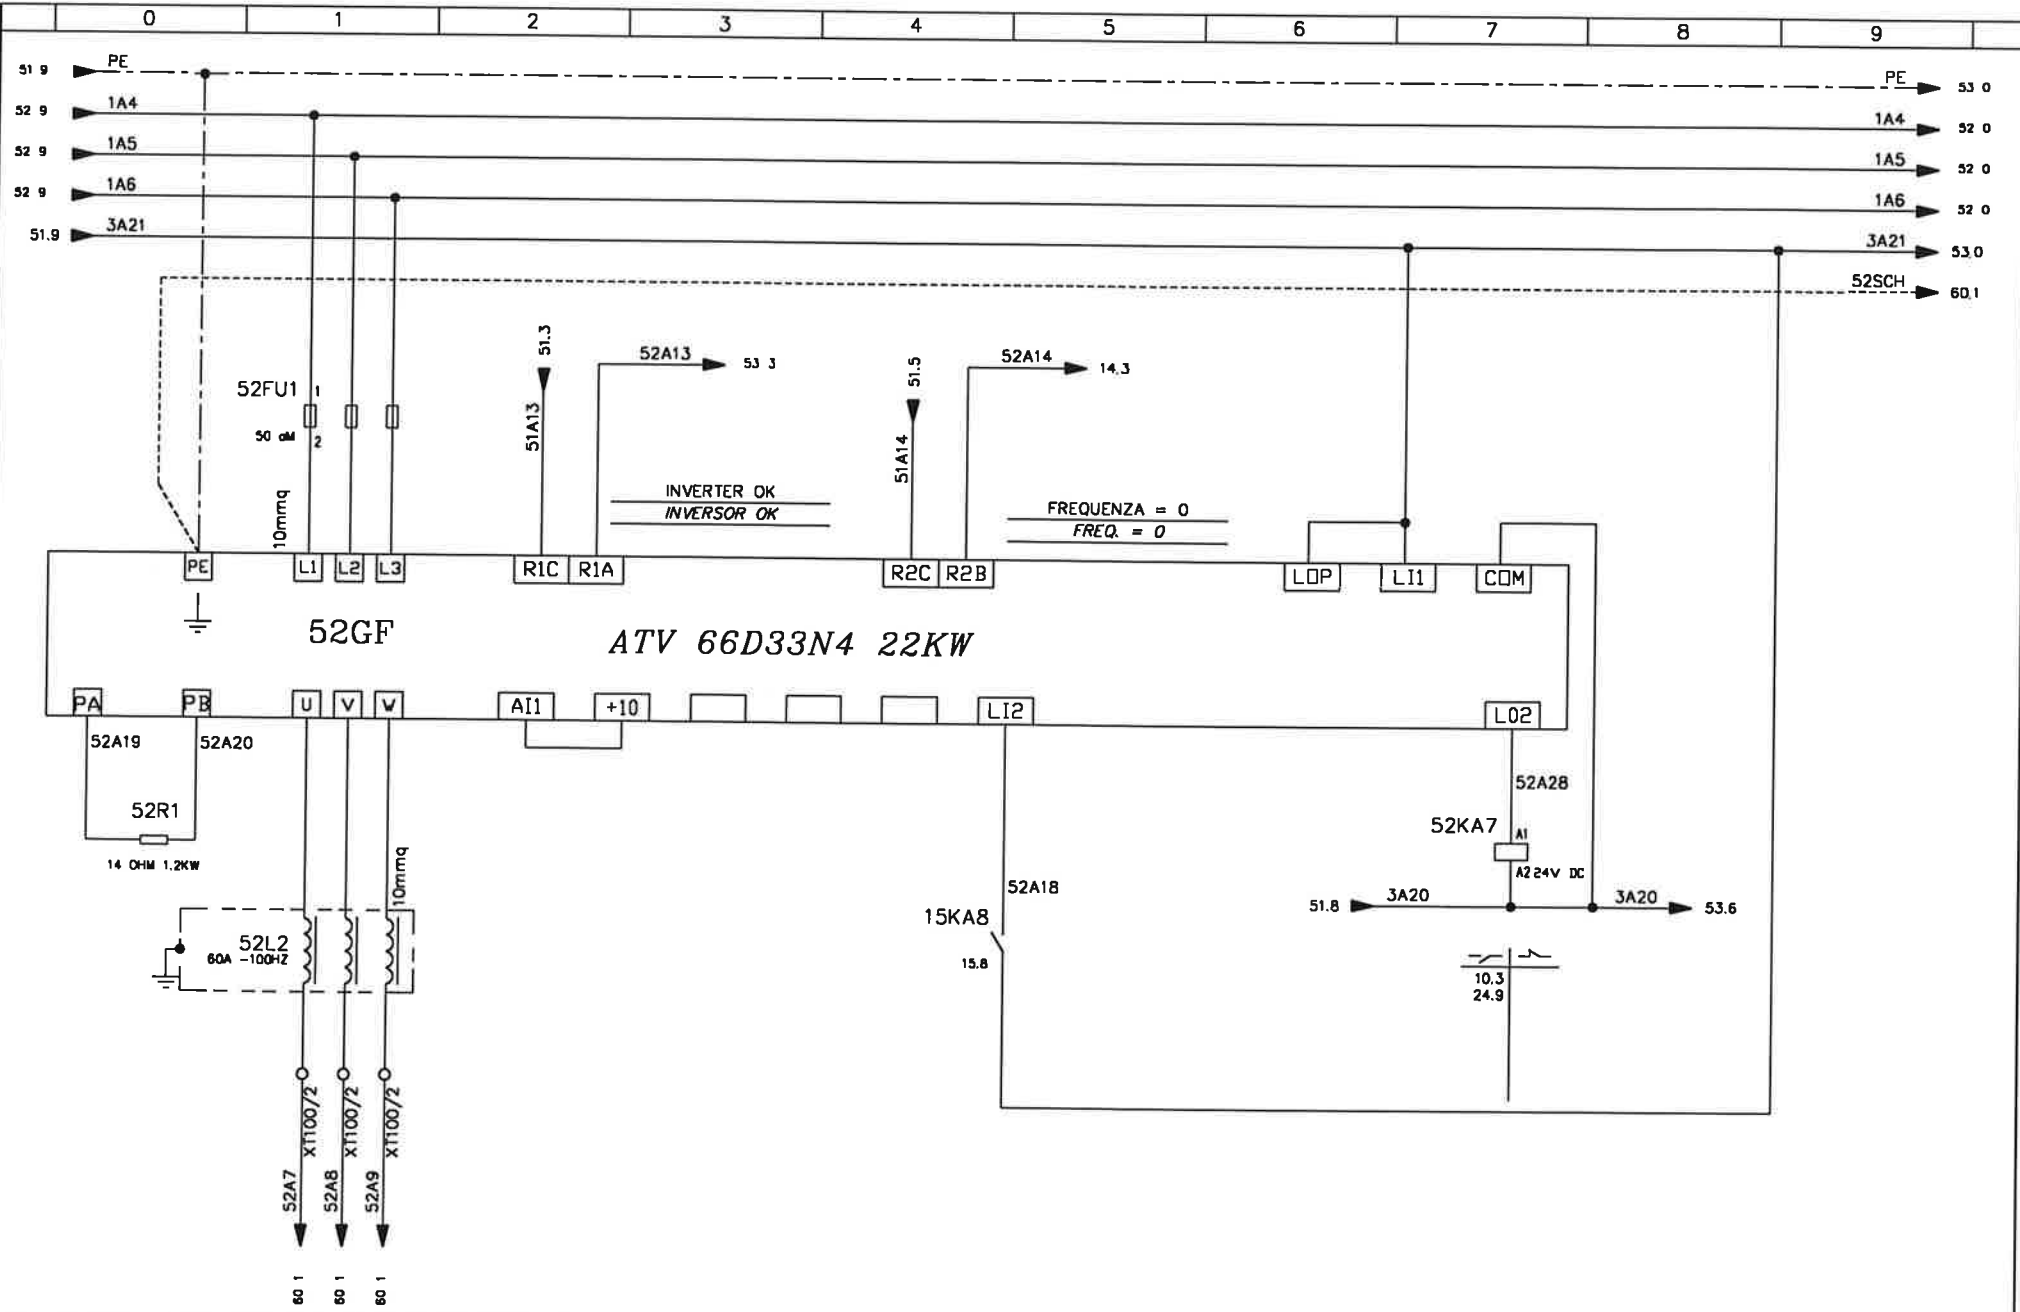 0 1 2 3 4 5 6 7 8 9
51 9 PE PE 53 0
52 9 1A4 1A4 52 0
52 9 1A5 1A5 52 0
52 9 1A6 1A6 52 0
51.9 3A21 3A21 53.0
52SCH 60.1
51.3 52A13 53 3
51.5 52A14 14.3
52FU1 1
50 aM 2
51A13
51A14
10mmq
INVERTER OK
INVERSOR OK
FREQUENZA = 0
FREQ. = 0
PE L1 L2 L3 R1C R1A R2C R2B LOP LI1 COM
52GF ATV 66D33N4 22KW
PA PB U V W AI1 +10 LI2 LO2
52A19 52A20
52A28
52R1
14 OHM 1.2KW
52KA7 A1
A2 24V DC
10mmq
52A18
51.8 3A20 3A20 53.6
15KA8
15.8
52L2
60A -100HZ
10.3
24.9
XT100/2 XT100/2 XT100/2
52A7 52A8 52A9
60 1 60 1 60 1